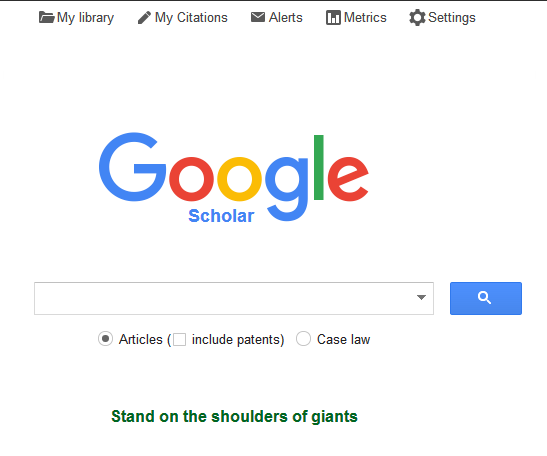 My library My Citations Alerts Metrics Settings
Google
Scholar
Articles ( include patents) Case law
Stand on the shoulders of giants